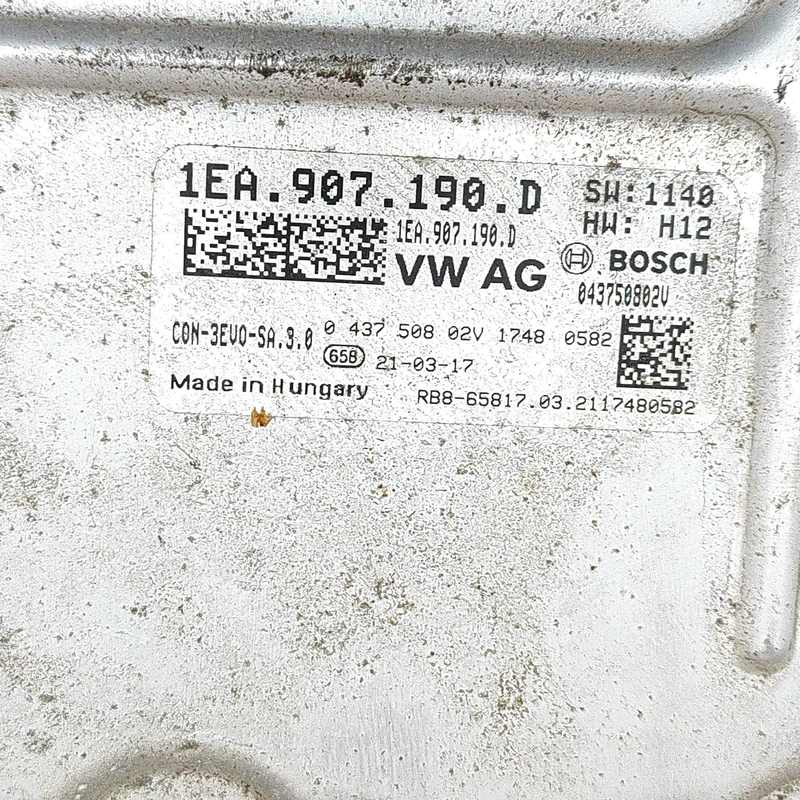 1EA.907.190.D
SW:1140
HW: H12
1EA.907.190.D
VW AG
BOSCH
043750802V
CON-3EVO-SA.3.0
0 437 508 02V 1748 0582
65B 21-03-17
Made in Hungary
RB8-65817.03.2117480582